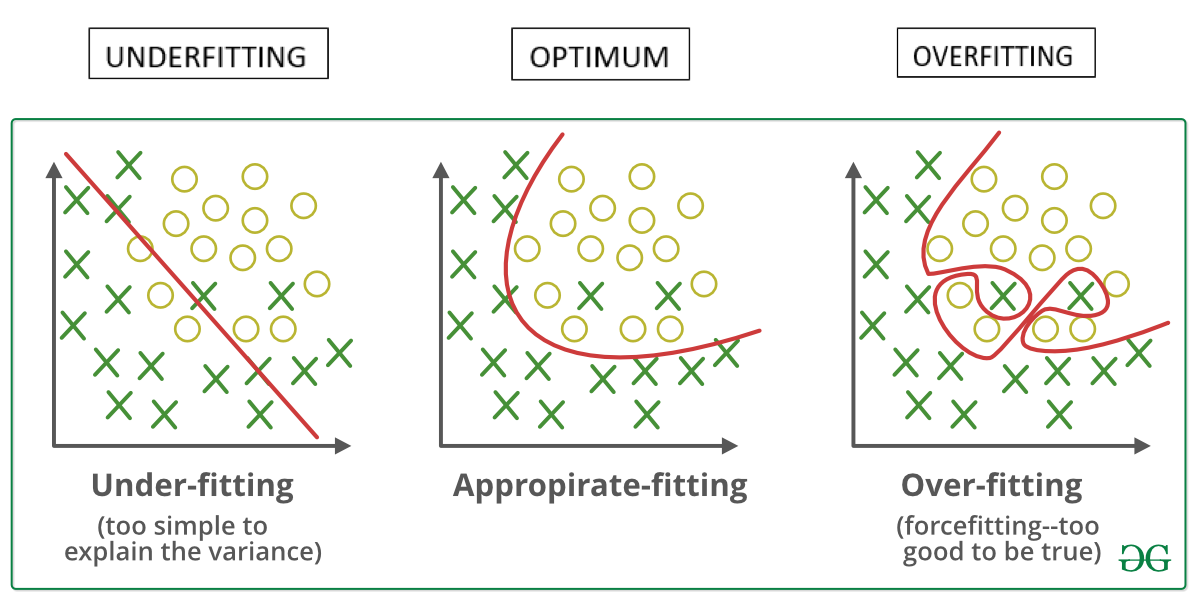 UNDERFITTING
OPTIMUM
OVERFITTING
Under-fitting
(too simple to
explain the variance)
Appropirate-fitting
Over-fitting
(forcefitting--too
good to be true)